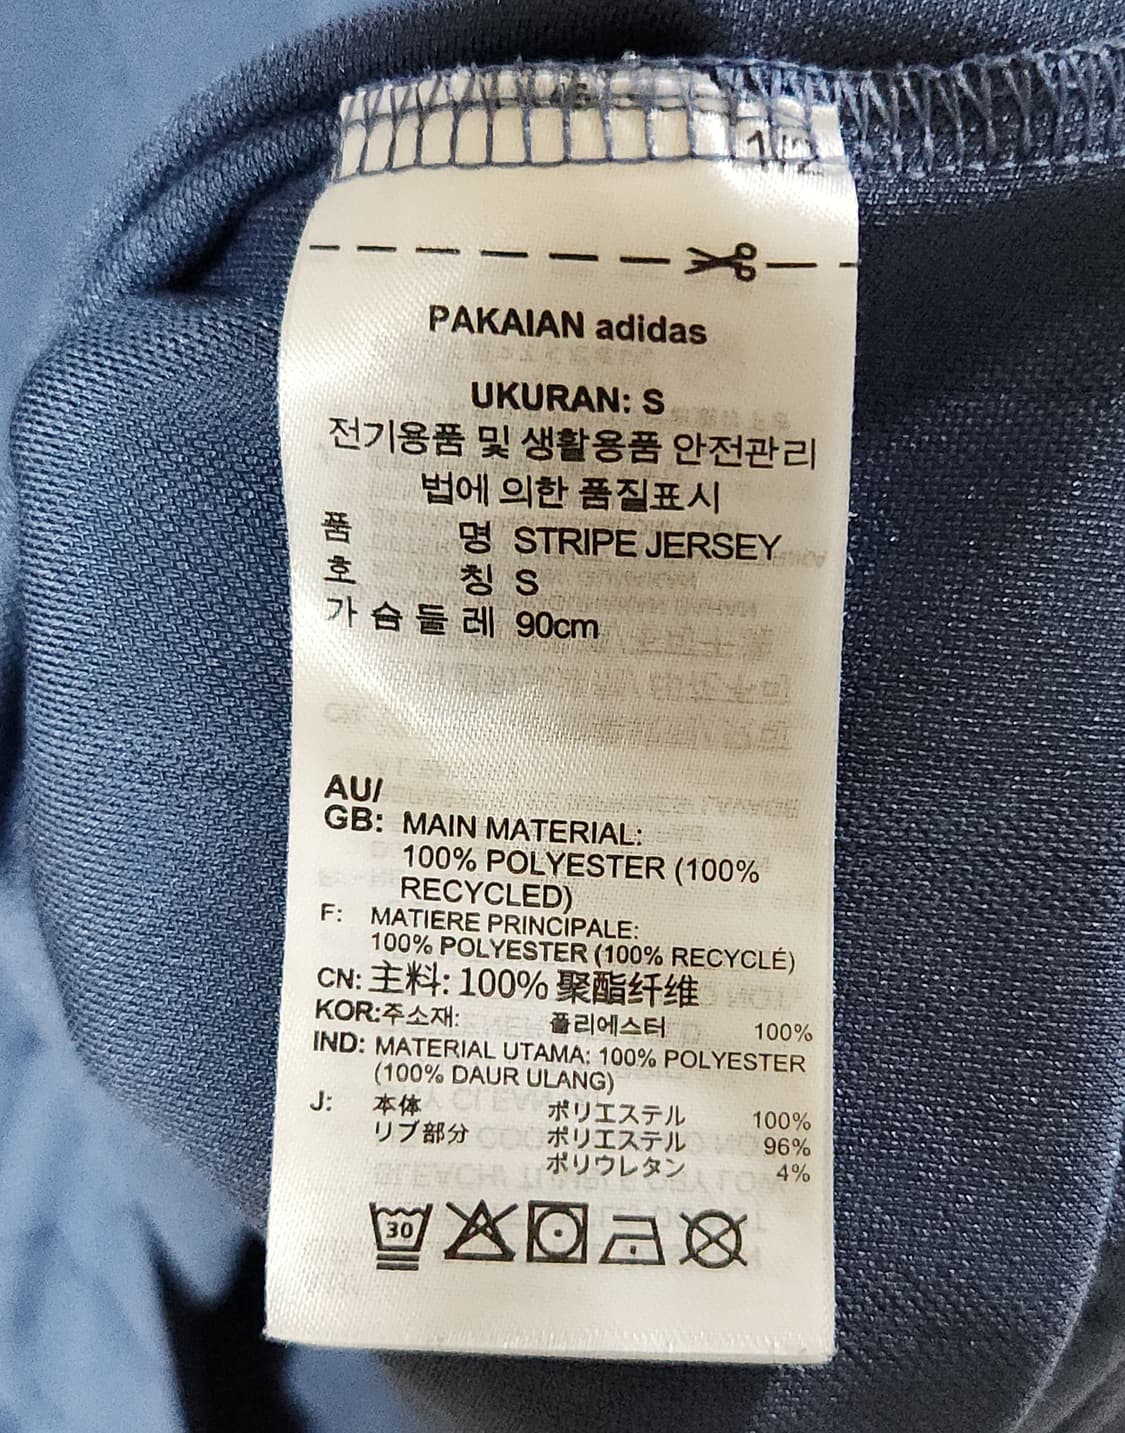 1/2
PAKAIAN adidas
UKURAN: S
전기용품 및 생활용품 안전관리
법에 의한 품질표시
품 명 STRIPE JERSEY
호 칭 S
가 슴 둘 레 90cm
AU/
GB: MAIN MATERIAL:
100% POLYESTER (100%
RECYCLED)
F: MATIERE PRINCIPALE:
100% POLYESTER (100% RECYCLÉ)
CN: 主料: 100% 聚酯纤维
KOR:주소재: 폴리에스터 100%
IND: MATERIAL UTAMA: 100% POLYESTER
(100% DAUR ULANG)
J: 本体 ポリエステル 100%
リブ部分 ポリエステル 96%
ポリウレタン 4%
30